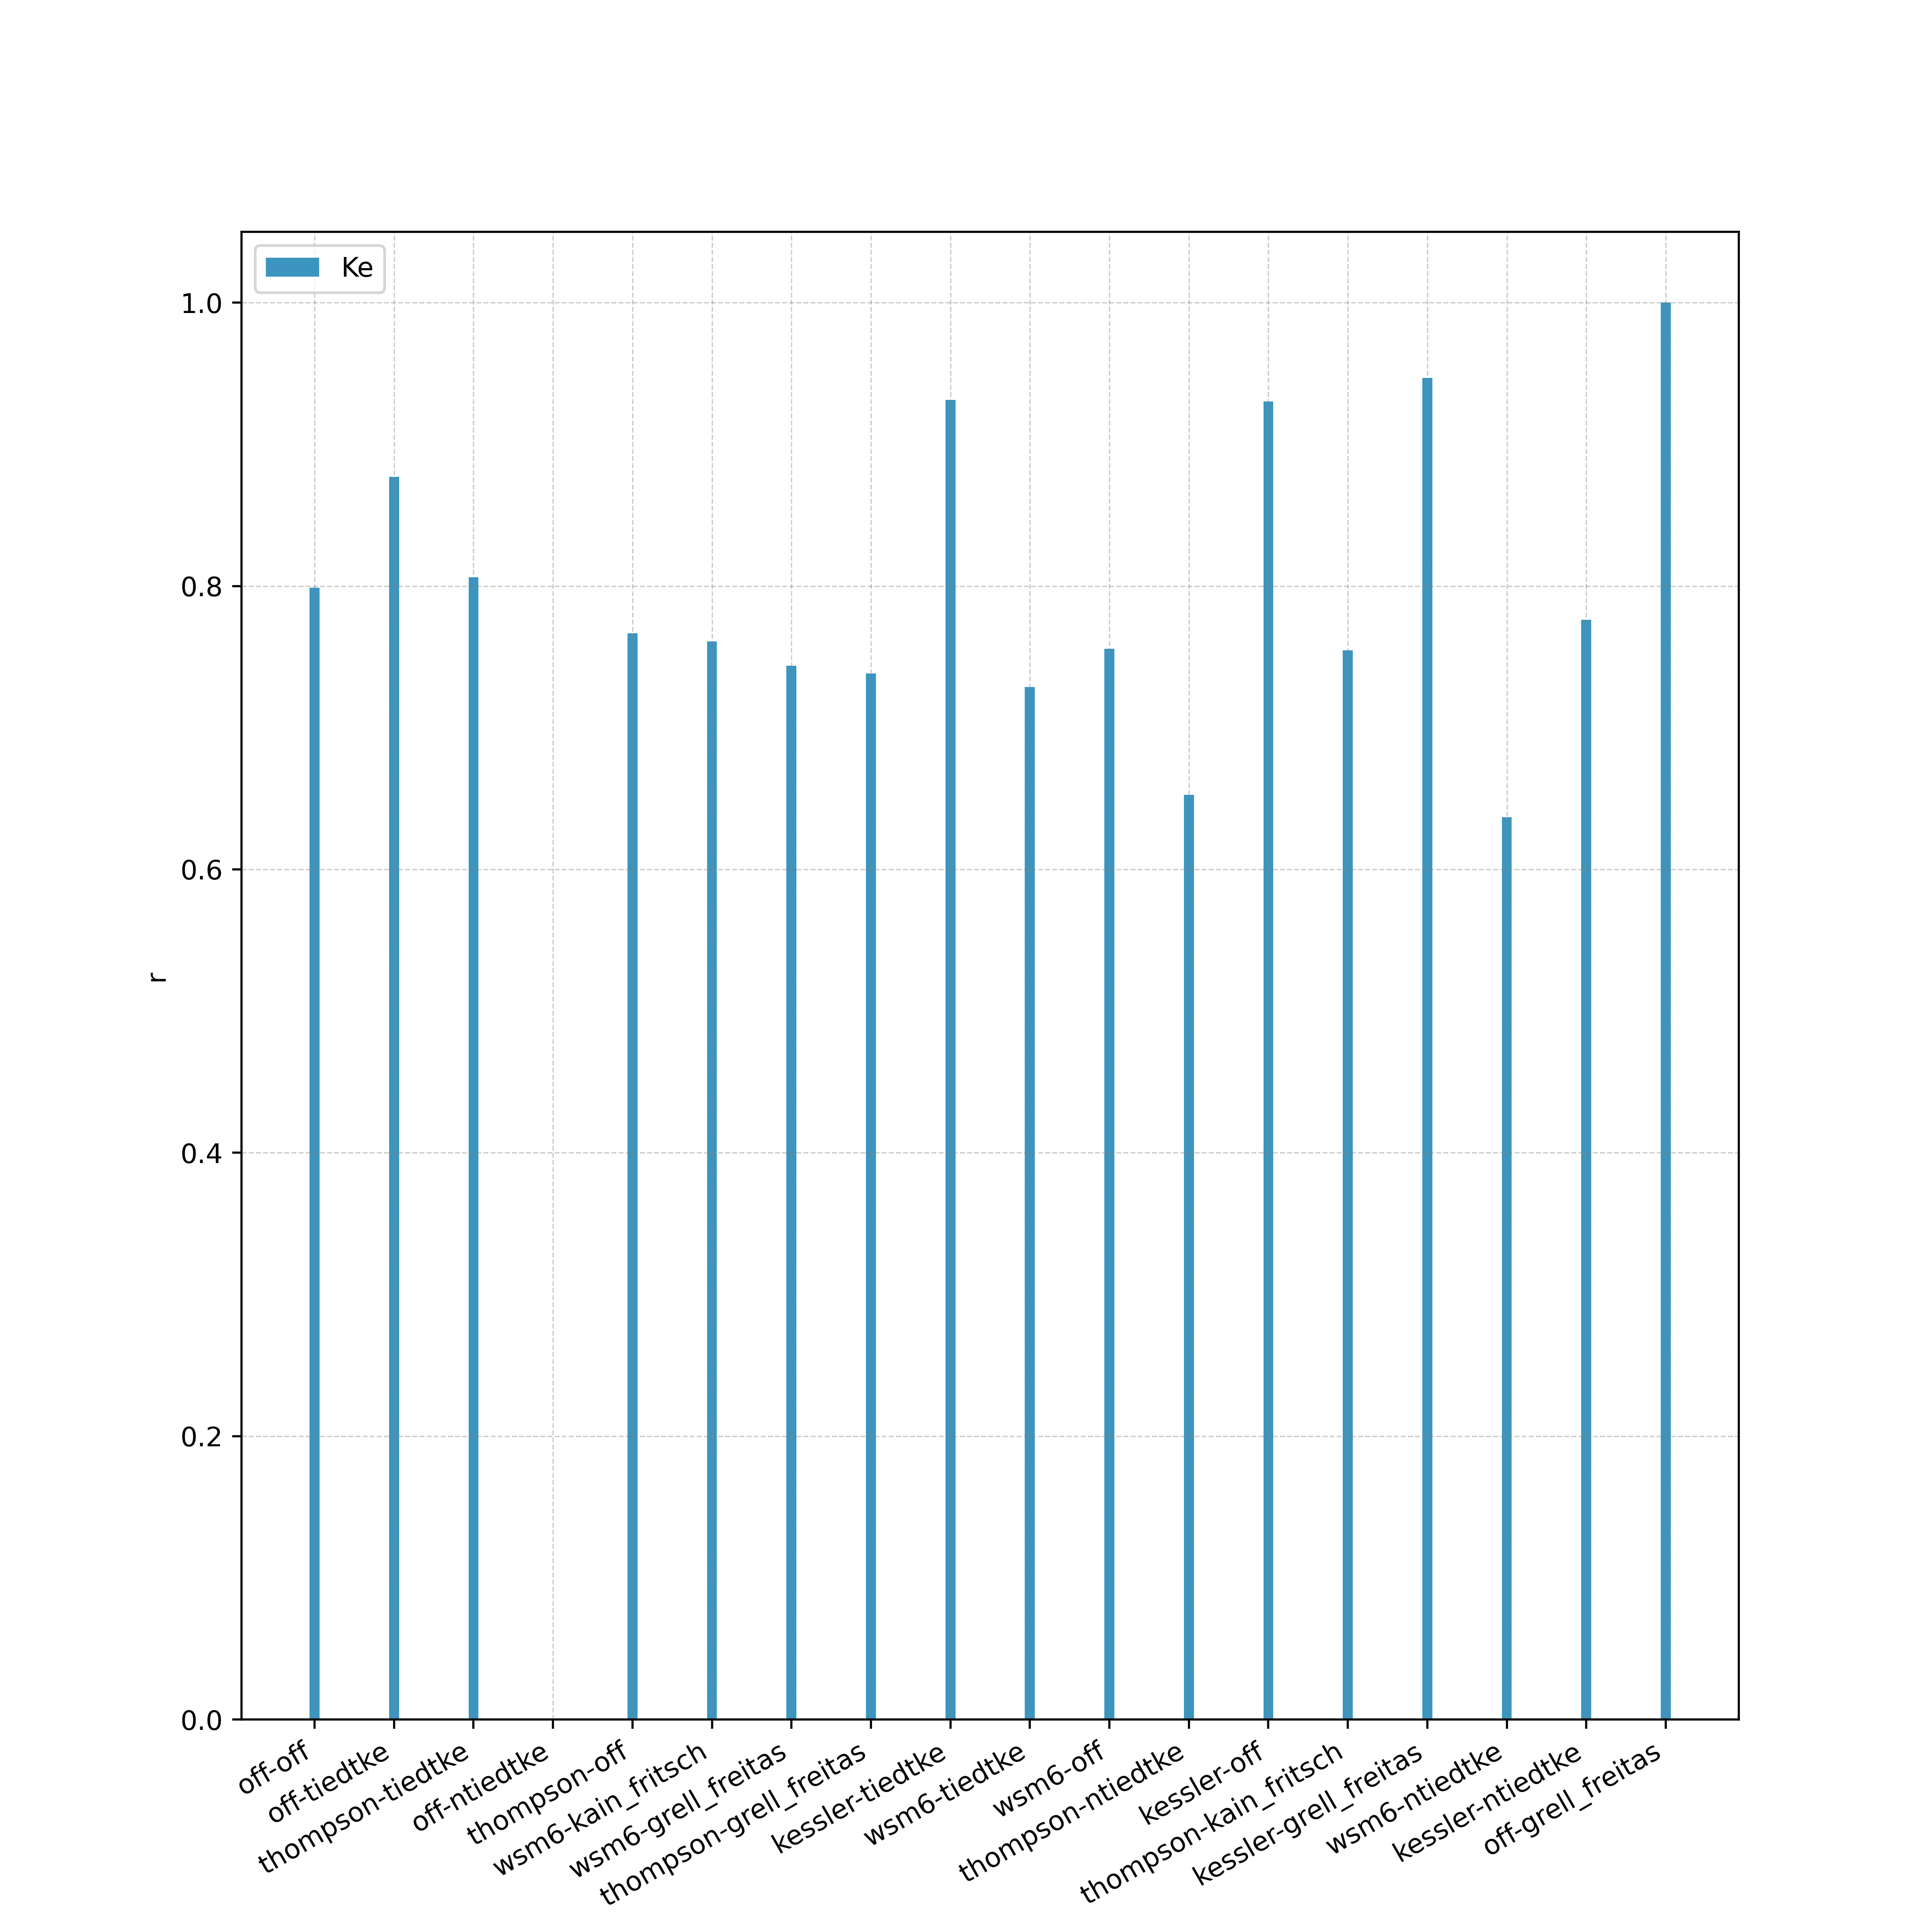 Ke
1.0
0.8
0.6
0.4
0.2
0.0
r
off-off
off-tiedtke
thompson-tiedtke
off-ntiedtke
thompson-off
wsm6-kain_fritsch
wsm6-grell_freitas
thompson-grell_freitas
kessler-tiedtke
wsm6-tiedtke
wsm6-off
thompson-ntiedtke
kessler-off
thompson-kain_fritsch
kessler-grell_freitas
wsm6-ntiedtke
kessler-ntiedtke
off-grell_freitas